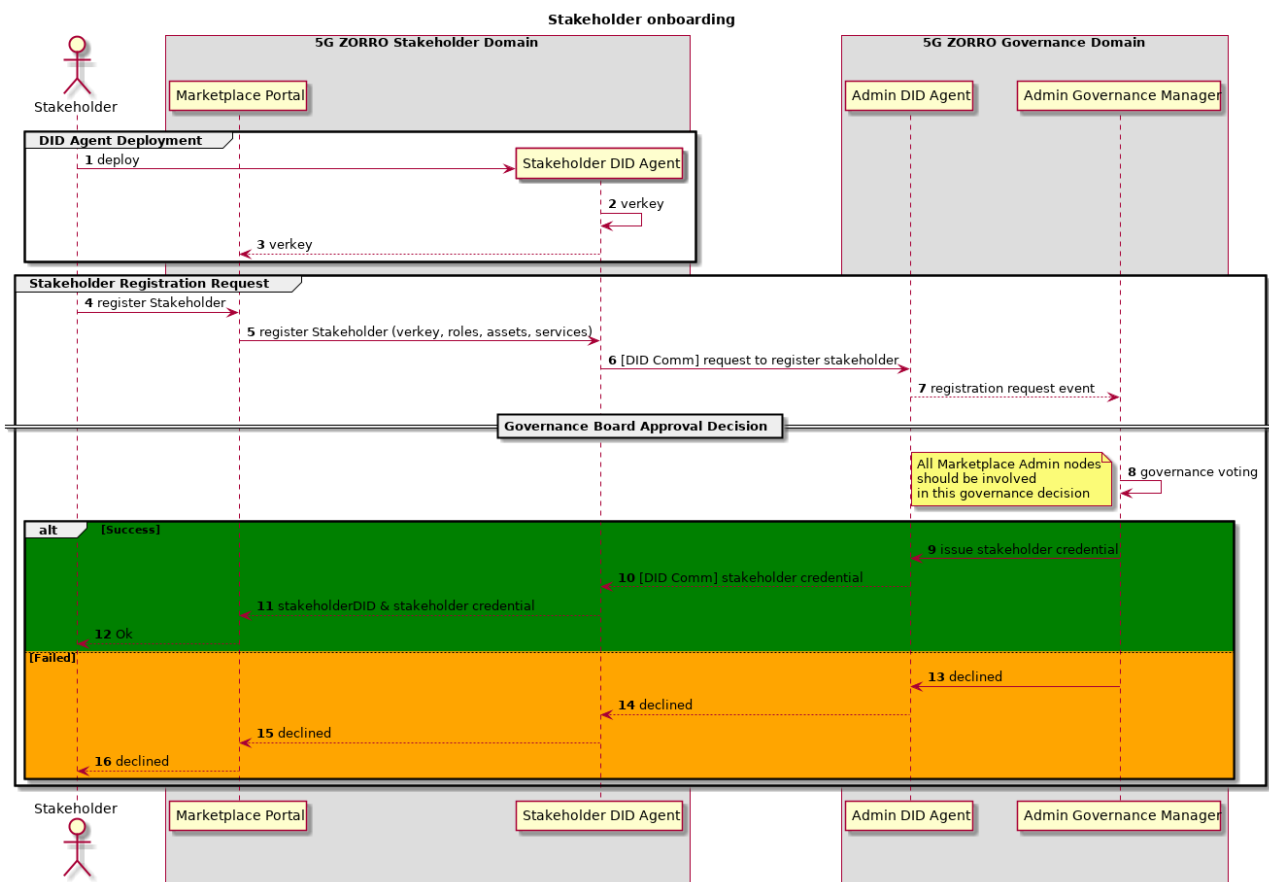 Stakeholder onboarding
5G ZORRO Stakeholder Domain
5G ZORRO Governance Domain
Stakeholder
Marketplace Portal
Admin DID Agent
Admin Governance Manager
DID Agent Deployment
1 deploy
Stakeholder DID Agent
2 verkey
3 verkey
Stakeholder Registration Request
4 register Stakeholder
5 register Stakeholder (verkey, roles, assets, services)
6 [DID Comm] request to register stakeholder
7 registration request event
Governance Board Approval Decision
All Marketplace Admin nodes
should be involved
in this governance decision
8 governance voting
alt
[Success]
9 issue stakeholder credential
10 [DID Comm] stakeholder credential
11 stakeholderDID & stakeholder credential
12 Ok
[Failed]
13 declined
14 declined
15 declined
16 declined
Stakeholder
Marketplace Portal
Stakeholder DID Agent
Admin DID Agent
Admin Governance Manager